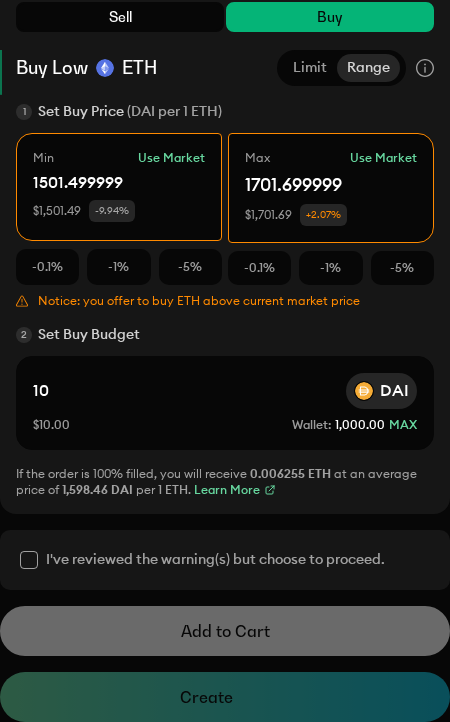 Sell
Buy
Buy Low ETH
Limit Range
1 Set Buy Price (DAI per 1 ETH)
Min Use Market
1501.499999
$1,501.49 -9.94%
Max Use Market
1701.699999
$1,701.69 +2.07%
-0.1% -1% -5% -0.1% -1% -5%
Notice: you offer to buy ETH above current market price
2 Set Buy Budget
10 DAI
$10.00 Wallet: 1,000.00 MAX
If the order is 100% filled, you will receive 0.006255 ETH at an average
price of 1,598.46 DAI per 1 ETH. Learn More
I've reviewed the warning(s) but choose to proceed.
Add to Cart
Create